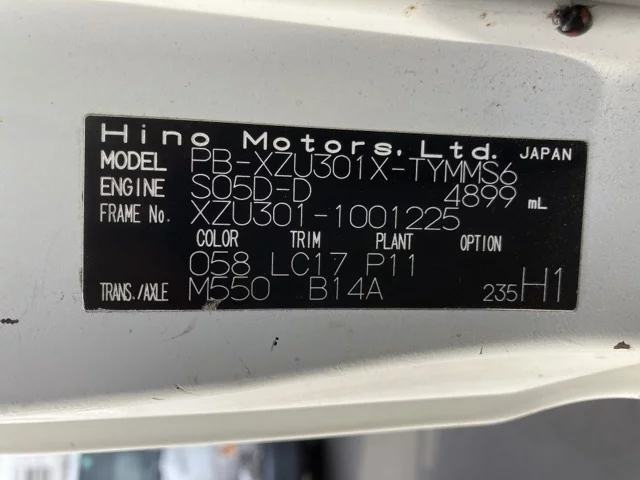 Hino Motors, Ltd. JAPAN
MODEL PB-XZU301X-TYMMS6
ENGINE S05D-D 4899 mL
FRAME No. XZU301-1001225
COLOR TRIM PLANT OPTION
058 LC17 P11
TRANS./AXLE M550 B14A 235 H1